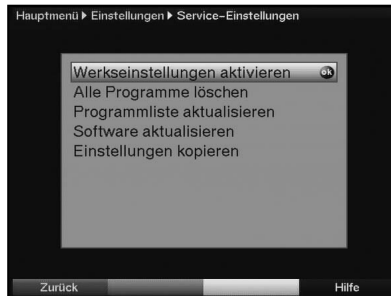 Hauptmenü ▶ Einstellungen ▶ Service-Einstellungen
Werkseinstellungen aktivieren ok
Alle Programme löschen
Programmliste aktualisieren
Software aktualisieren
Einstellungen kopieren
Zurück Hilfe